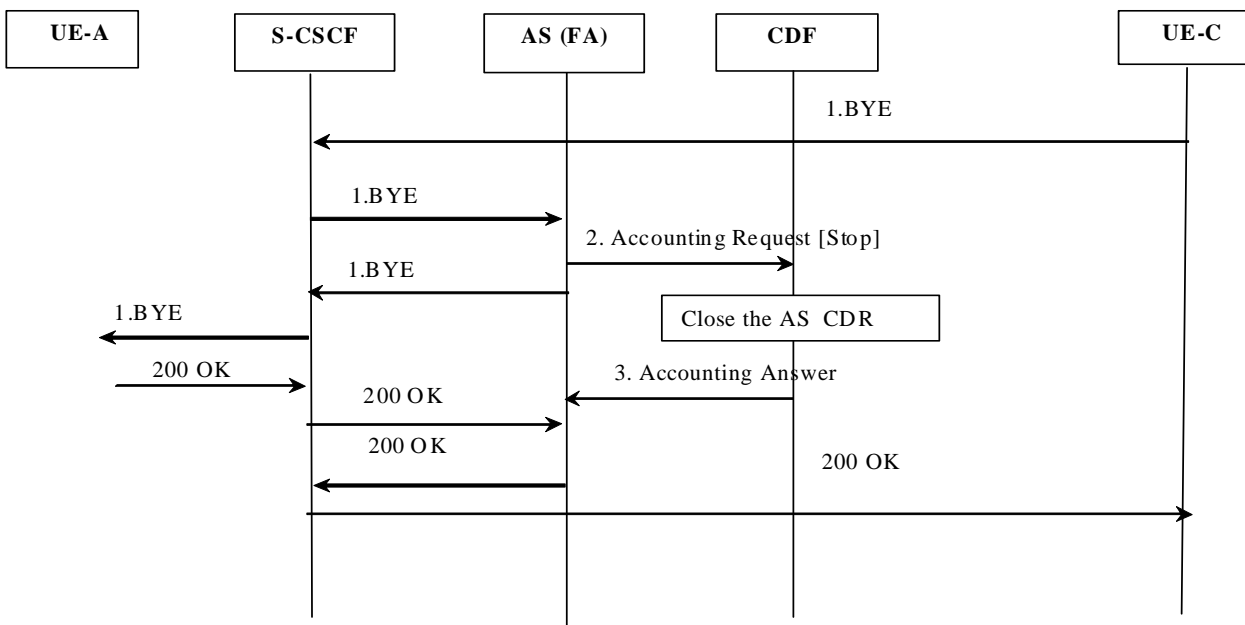 UE-A
S-CSCF
AS (FA)
CDF
UE-C
1.BYE
1.BYE
2. Accounting Request [Stop]
1.BYE
1.BYE
Close the AS CDR
200 OK
3. Accounting Answer
200 OK
200 OK
200 OK